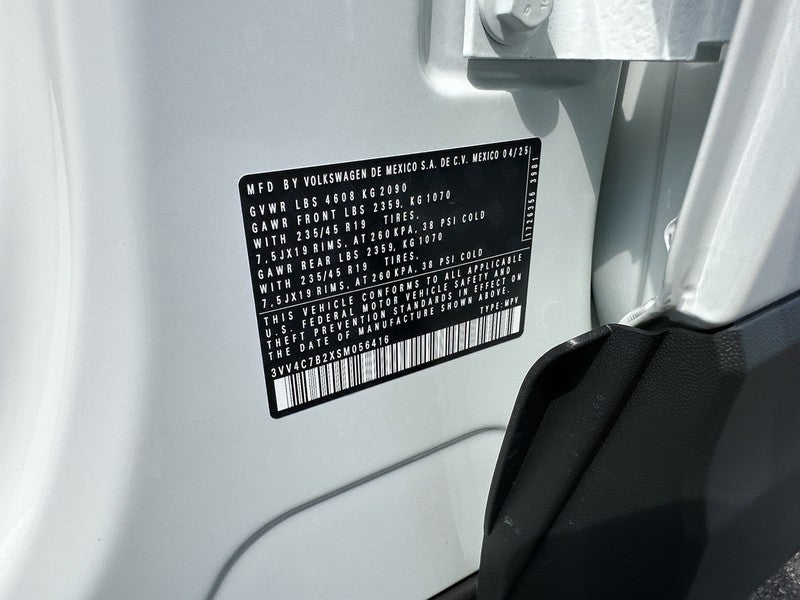 MFD BY VOLKSWAGEN DE MEXICO S.A. DE C.V. MEXICO 04/25
GVWR LBS 4608 KG 2090
GAWR FRONT LBS 2359, KG 1070
WITH 235/45 R19 TIRES.
7.5JX19 RIMS, AT 260 KPA, 38 PSI COLD
GAWR REAR LBS 2359, KG 1070
WITH 235/45 R19 TIRES.
7.5JX19 RIMS, AT 260 KPA, 38 PSI COLD
THIS VEHICLE CONFORMS TO ALL APPLICABLE
U.S. FEDERAL MOTOR VEHICLE SAFETY AND
THEFT PREVENTION STANDARDS IN EFFECT ON
THE DATE OF MANUFACTURE SHOWN ABOVE.
3VV4C7B2XSM056416 TYPE: MPV
1726366 3981